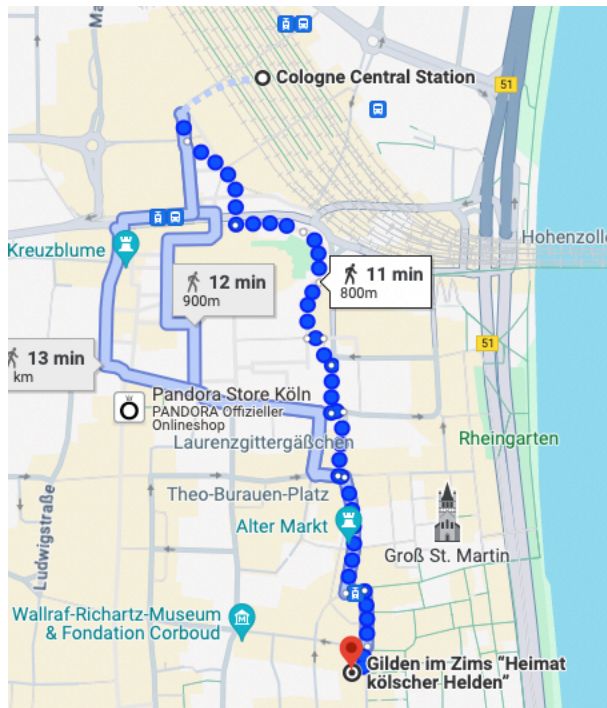 Ma
Cologne Central Station
51
Kreuzblume
Hohenzolle
12 min
900m
11 min
800m
13 min
km
51
Pandora Store Köln
PANDORA Offizieller
Onlineshop
Laurenzgittergäßchen
Rheingarten
Theo-Burauen-Platz
Ludwigstraße
Alter Markt
Groß St. Martin
Wallraf-Richartz-Museum
& Fondation Corboud
Gilden im Zims "Heimat
kölscher Helden"